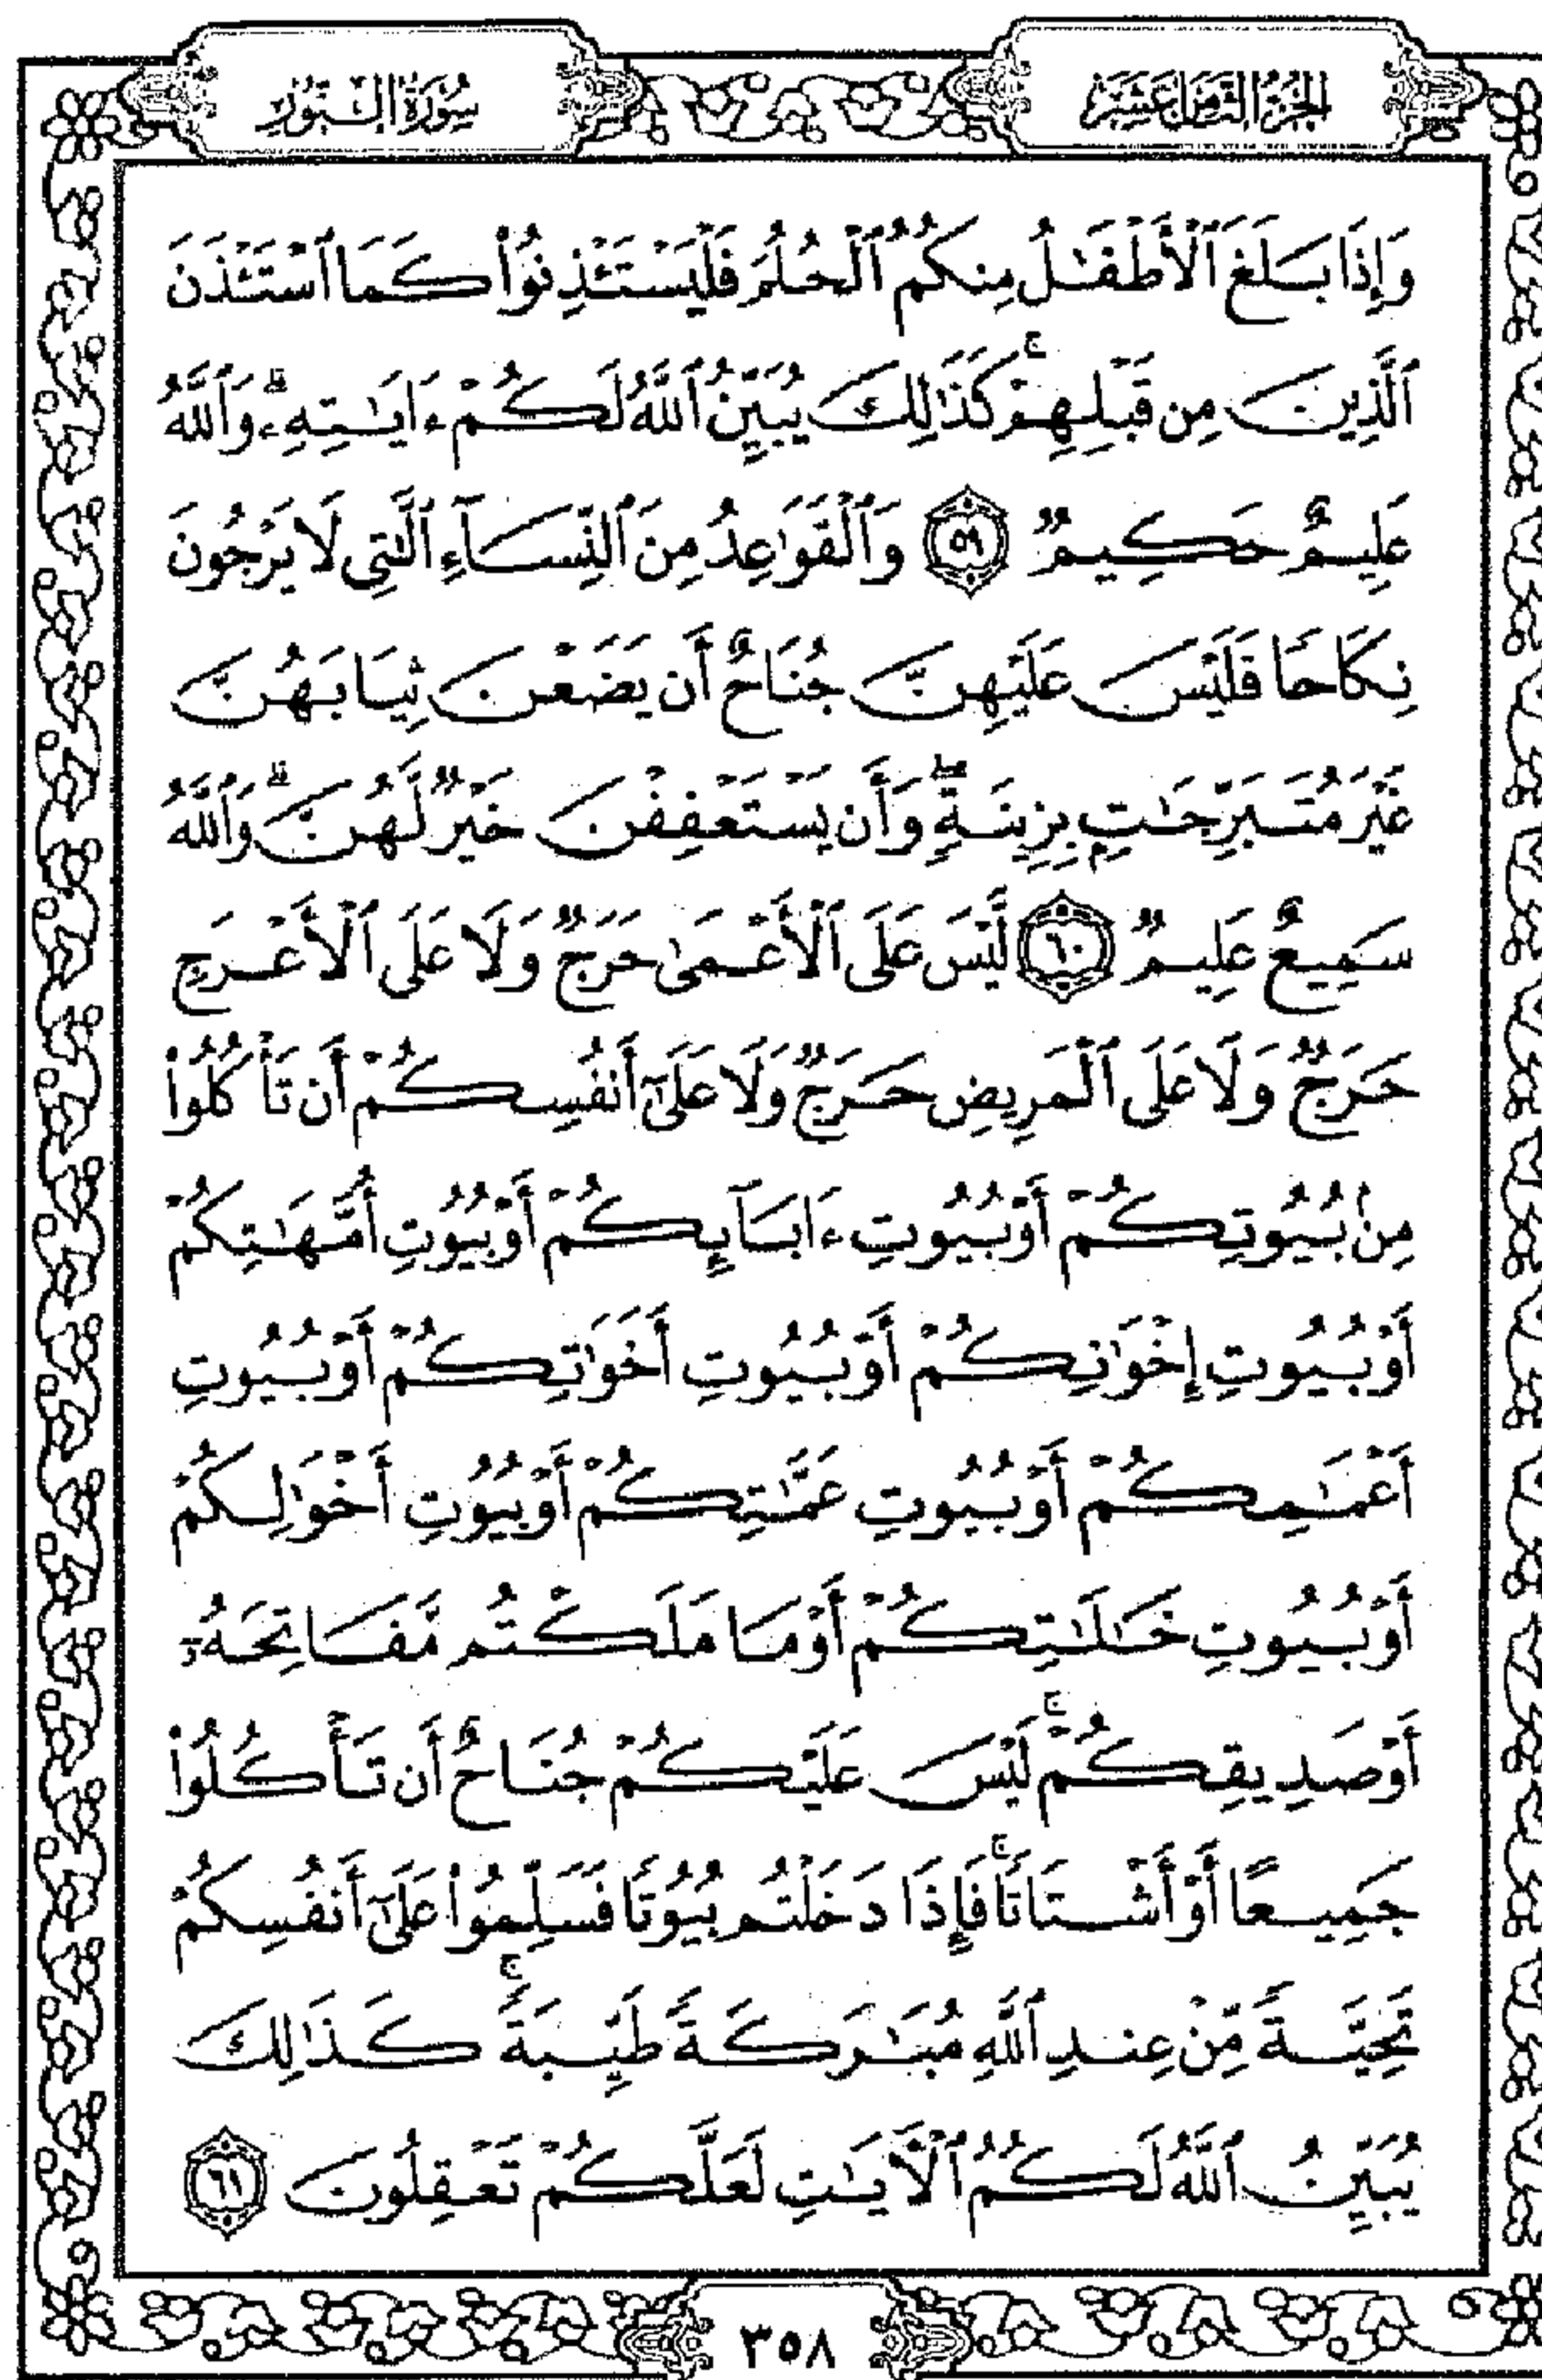 الجزء الثامن عشر
سورة النور
وَإِذَا بَلَغَ ٱلْأَطْفَـٰلُ مِنكُمُ ٱلْحُلُمَ فَلْيَسْتَـْٔذِنُوا۟ كَمَا ٱسْتَـْٔذَنَ
ٱلَّذِينَ مِن قَبْلِهِمْ ۚ كَذَٰلِكَ يُبَيِّنُ ٱللَّهُ لَكُمْ ءَايَـٰتِهِۦ ۗ وَٱللَّهُ
عَلِيمٌ حَكِيمٌ ٥٩ وَٱلْقَوَٰعِدُ مِنَ ٱلنِّسَآءِ ٱلَّـٰتِى لَا يَرْجُونَ
نِكَاحًا فَلَيْسَ عَلَيْهِنَّ جُنَاحٌ أَن يَضَعْنَ ثِيَابَهُنَّ
غَيْرَ مُتَبَرِّجَـٰتٍۭ بِزِينَةٍ ۖ وَأَن يَسْتَعْفِفْنَ خَيْرٌ لَّهُنَّ ۗ وَٱللَّهُ
سَمِيعٌ عَلِيمٌ ٦٠ لَّيْسَ عَلَى ٱلْأَعْمَىٰ حَرَجٌ وَلَا عَلَى ٱلْأَعْرَجِ
حَرَجٌ وَلَا عَلَى ٱلْمَرِيضِ حَرَجٌ وَلَا عَلَىٰٓ أَنفُسِكُمْ أَن تَأْكُلُوا۟
مِنۢ بُيُوتِكُمْ أَوْ بُيُوتِ ءَابَآئِكُمْ أَوْ بُيُوتِ أُمَّهَـٰتِكُمْ
أَوْ بُيُوتِ إِخْوَٰنِكُمْ أَوْ بُيُوتِ أَخَوَٰتِكُمْ أَوْ بُيُوتِ
أَعْمَـٰمِكُمْ أَوْ بُيُوتِ عَمَّـٰتِكُمْ أَوْ بُيُوتِ أَخْوَٰلِكُمْ
أَوْ بُيُوتِ خَـٰلَـٰتِكُمْ أَوْ مَا مَلَكْتُم مَّفَاتِحَهُۥٓ
أَوْ صَدِيقِكُمْ ۚ لَيْسَ عَلَيْكُمْ جُنَاحٌ أَن تَأْكُلُوا۟
جَمِيعًا أَوْ أَشْتَاتًا ۚ فَإِذَا دَخَلْتُم بُيُوتًا فَسَلِّمُوا۟ عَلَىٰٓ أَنفُسِكُمْ
تَحِيَّةً مِّنْ عِندِ ٱللَّهِ مُبَـٰرَكَةً طَيِّبَةً ۚ كَذَٰلِكَ
يُبَيِّنُ ٱللَّهُ لَكُمُ ٱلْـَٔايَـٰتِ لَعَلَّكُمْ تَعْقِلُونَ ٦١
٣٥٨